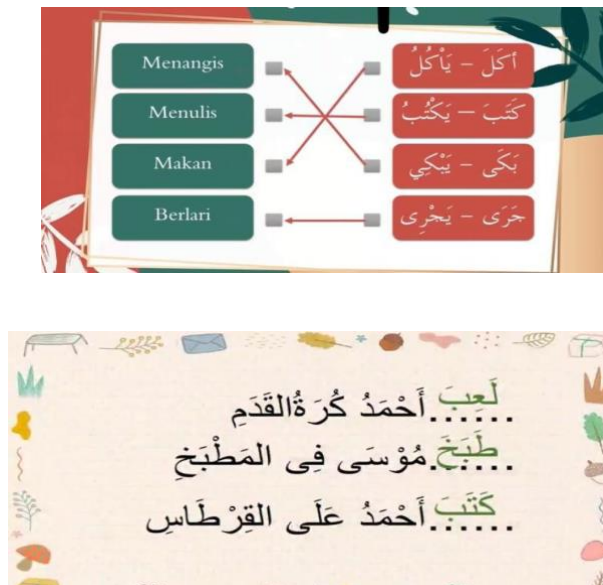 Menangis أَكَلَ – يَأْكُلُ
Menulis كَتَبَ – يَكْتُبُ
Makan بَكَى – يَبْكِي
Berlari جَرَى – يَجْرِى
لَعِبَ......أَحْمَدُ كُرَةُالقَدَمِ
طَبَخَ......مُوْسَى فِى المَطْبَخِ
كَتَبَ......أَحْمَدُ عَلَى القِرْطَاسِ